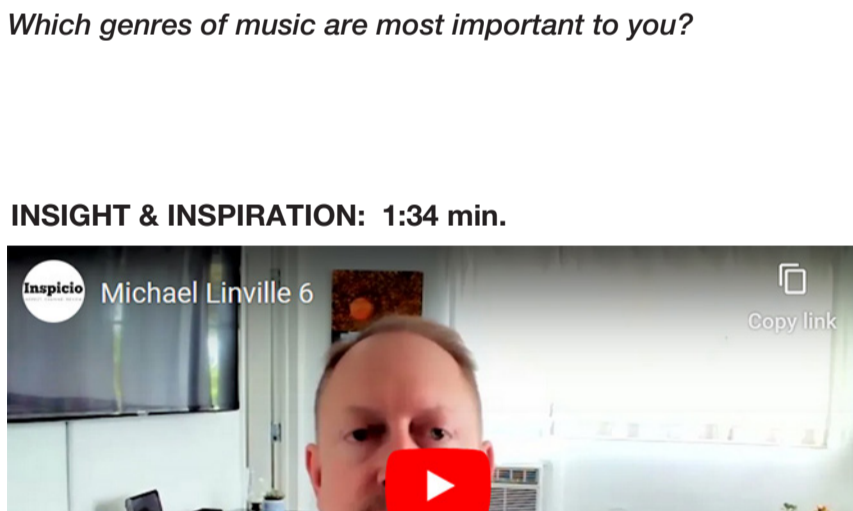 Which genres of music are most important to you?
INSIGHT & INSPIRATION:  1:34 min.
Inspicio
Michael Linville 6
Copy link